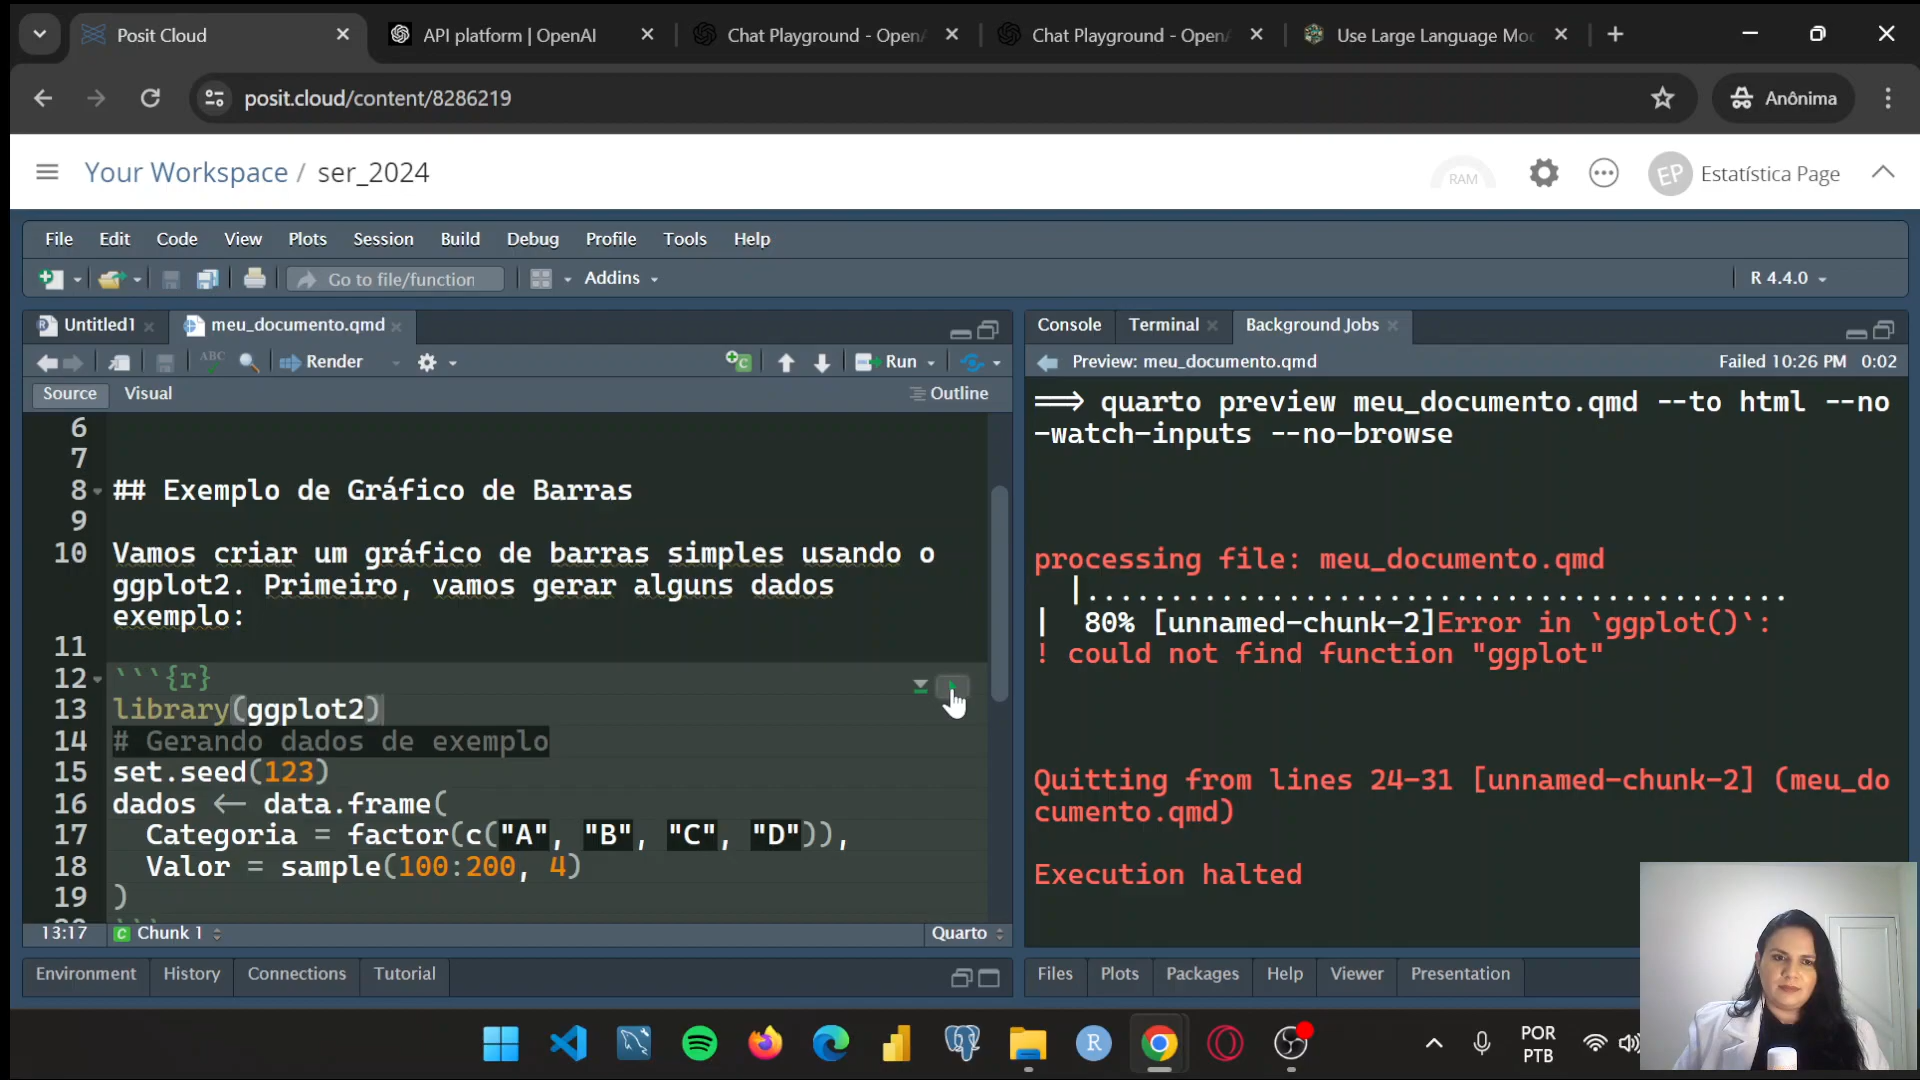 Posit Cloud
API platform | OpenAI
Chat Playground - Open
Chat Playground - Open
Use Large Language Mo
posit.cloud/content/8286219
Anônima
Your Workspace / ser_2024
RAM
EP
Estatística Page
File Edit Code View Plots Session Build Debug Profile Tools Help
Go to file/function
Addins
R 4.4.0
Untitled1
meu_documento.qmd
ABC
Render
Run
Source Visual
Outline
6
7
8 ## Exemplo de Gráfico de Barras
9
10 Vamos criar um gráfico de barras simples usando o
ggplot2. Primeiro, vamos gerar alguns dados
exemplo:
11
12 ```{r}
13 library(ggplot2)
14 # Gerando dados de exemplo
15 set.seed(123)
16 dados <- data.frame(
17 Categoria = factor(c("A", "B", "C", "D")),
18 Valor = sample(100:200, 4)
19 )
20 ```
13:17
C Chunk 1
Quarto
Environment History Connections Tutorial
Console Terminal Background Jobs
Preview: meu_documento.qmd
Failed 10:26 PM 0:02
==> quarto preview meu_documento.qmd --to html --no
-watch-inputs --no-browse
processing file: meu_documento.qmd
|..........................................
| 80% [unnamed-chunk-2]Error in `ggplot()`:
! could not find function "ggplot"
Quitting from lines 24-31 [unnamed-chunk-2] (meu_do
cumento.qmd)
Execution halted
Files Plots Packages Help Viewer Presentation
R
POR
PTB